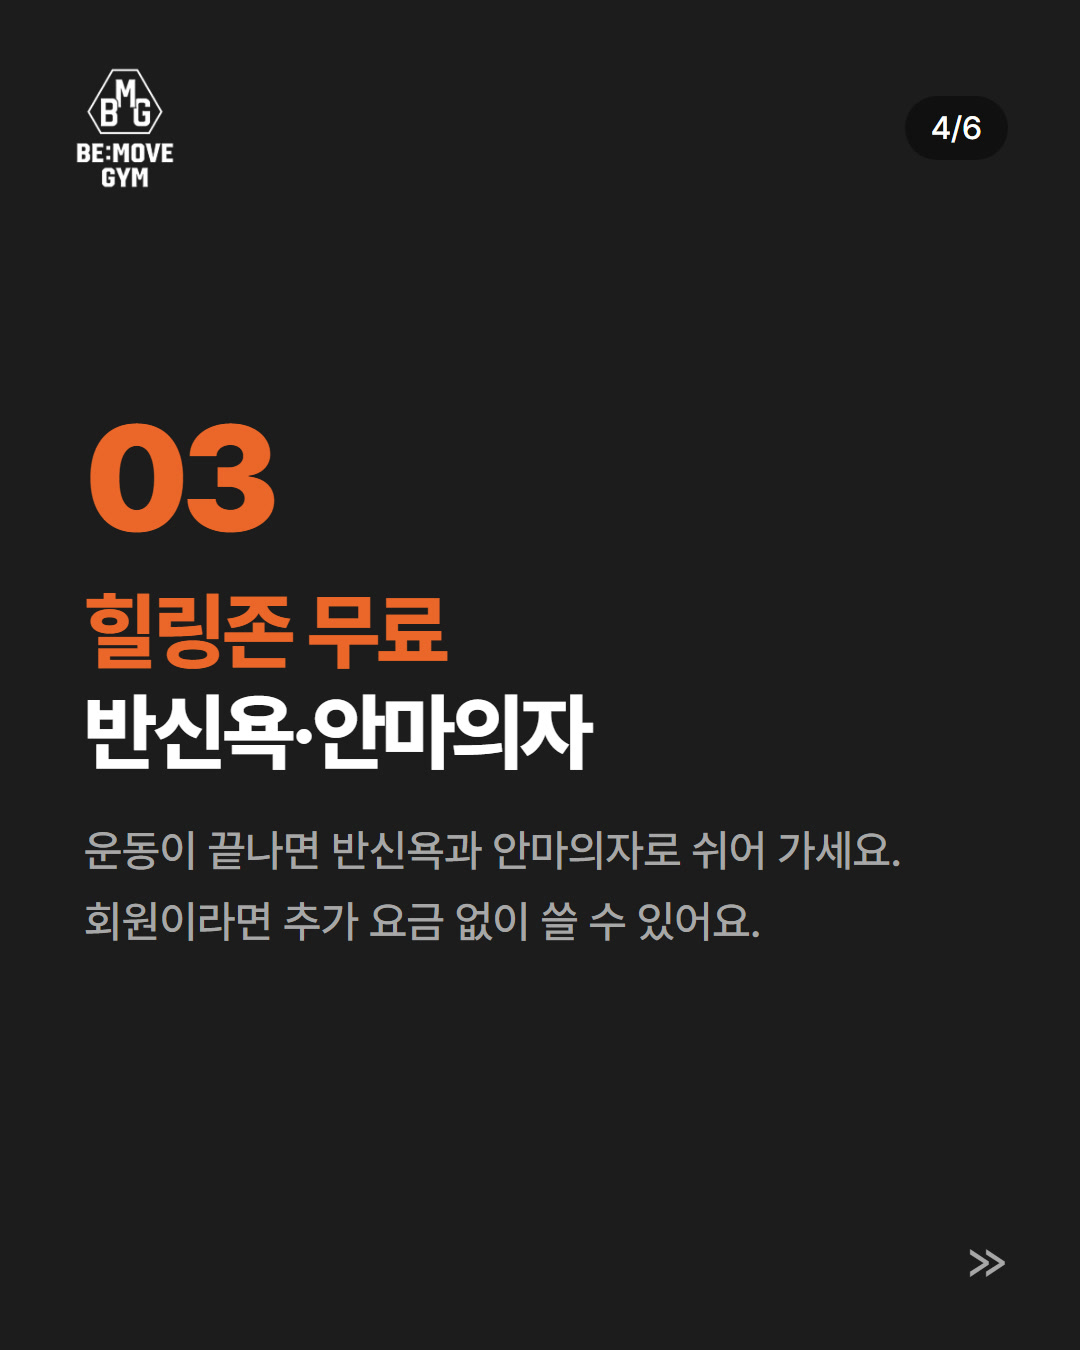 BMG
BE:MOVE
GYM
4/6
03
힐링존 무료
반신욕·안마의자
운동이 끝나면 반신욕과 안마의자로 쉬어 가세요.
회원이라면 추가 요금 없이 쓸 수 있어요.
»